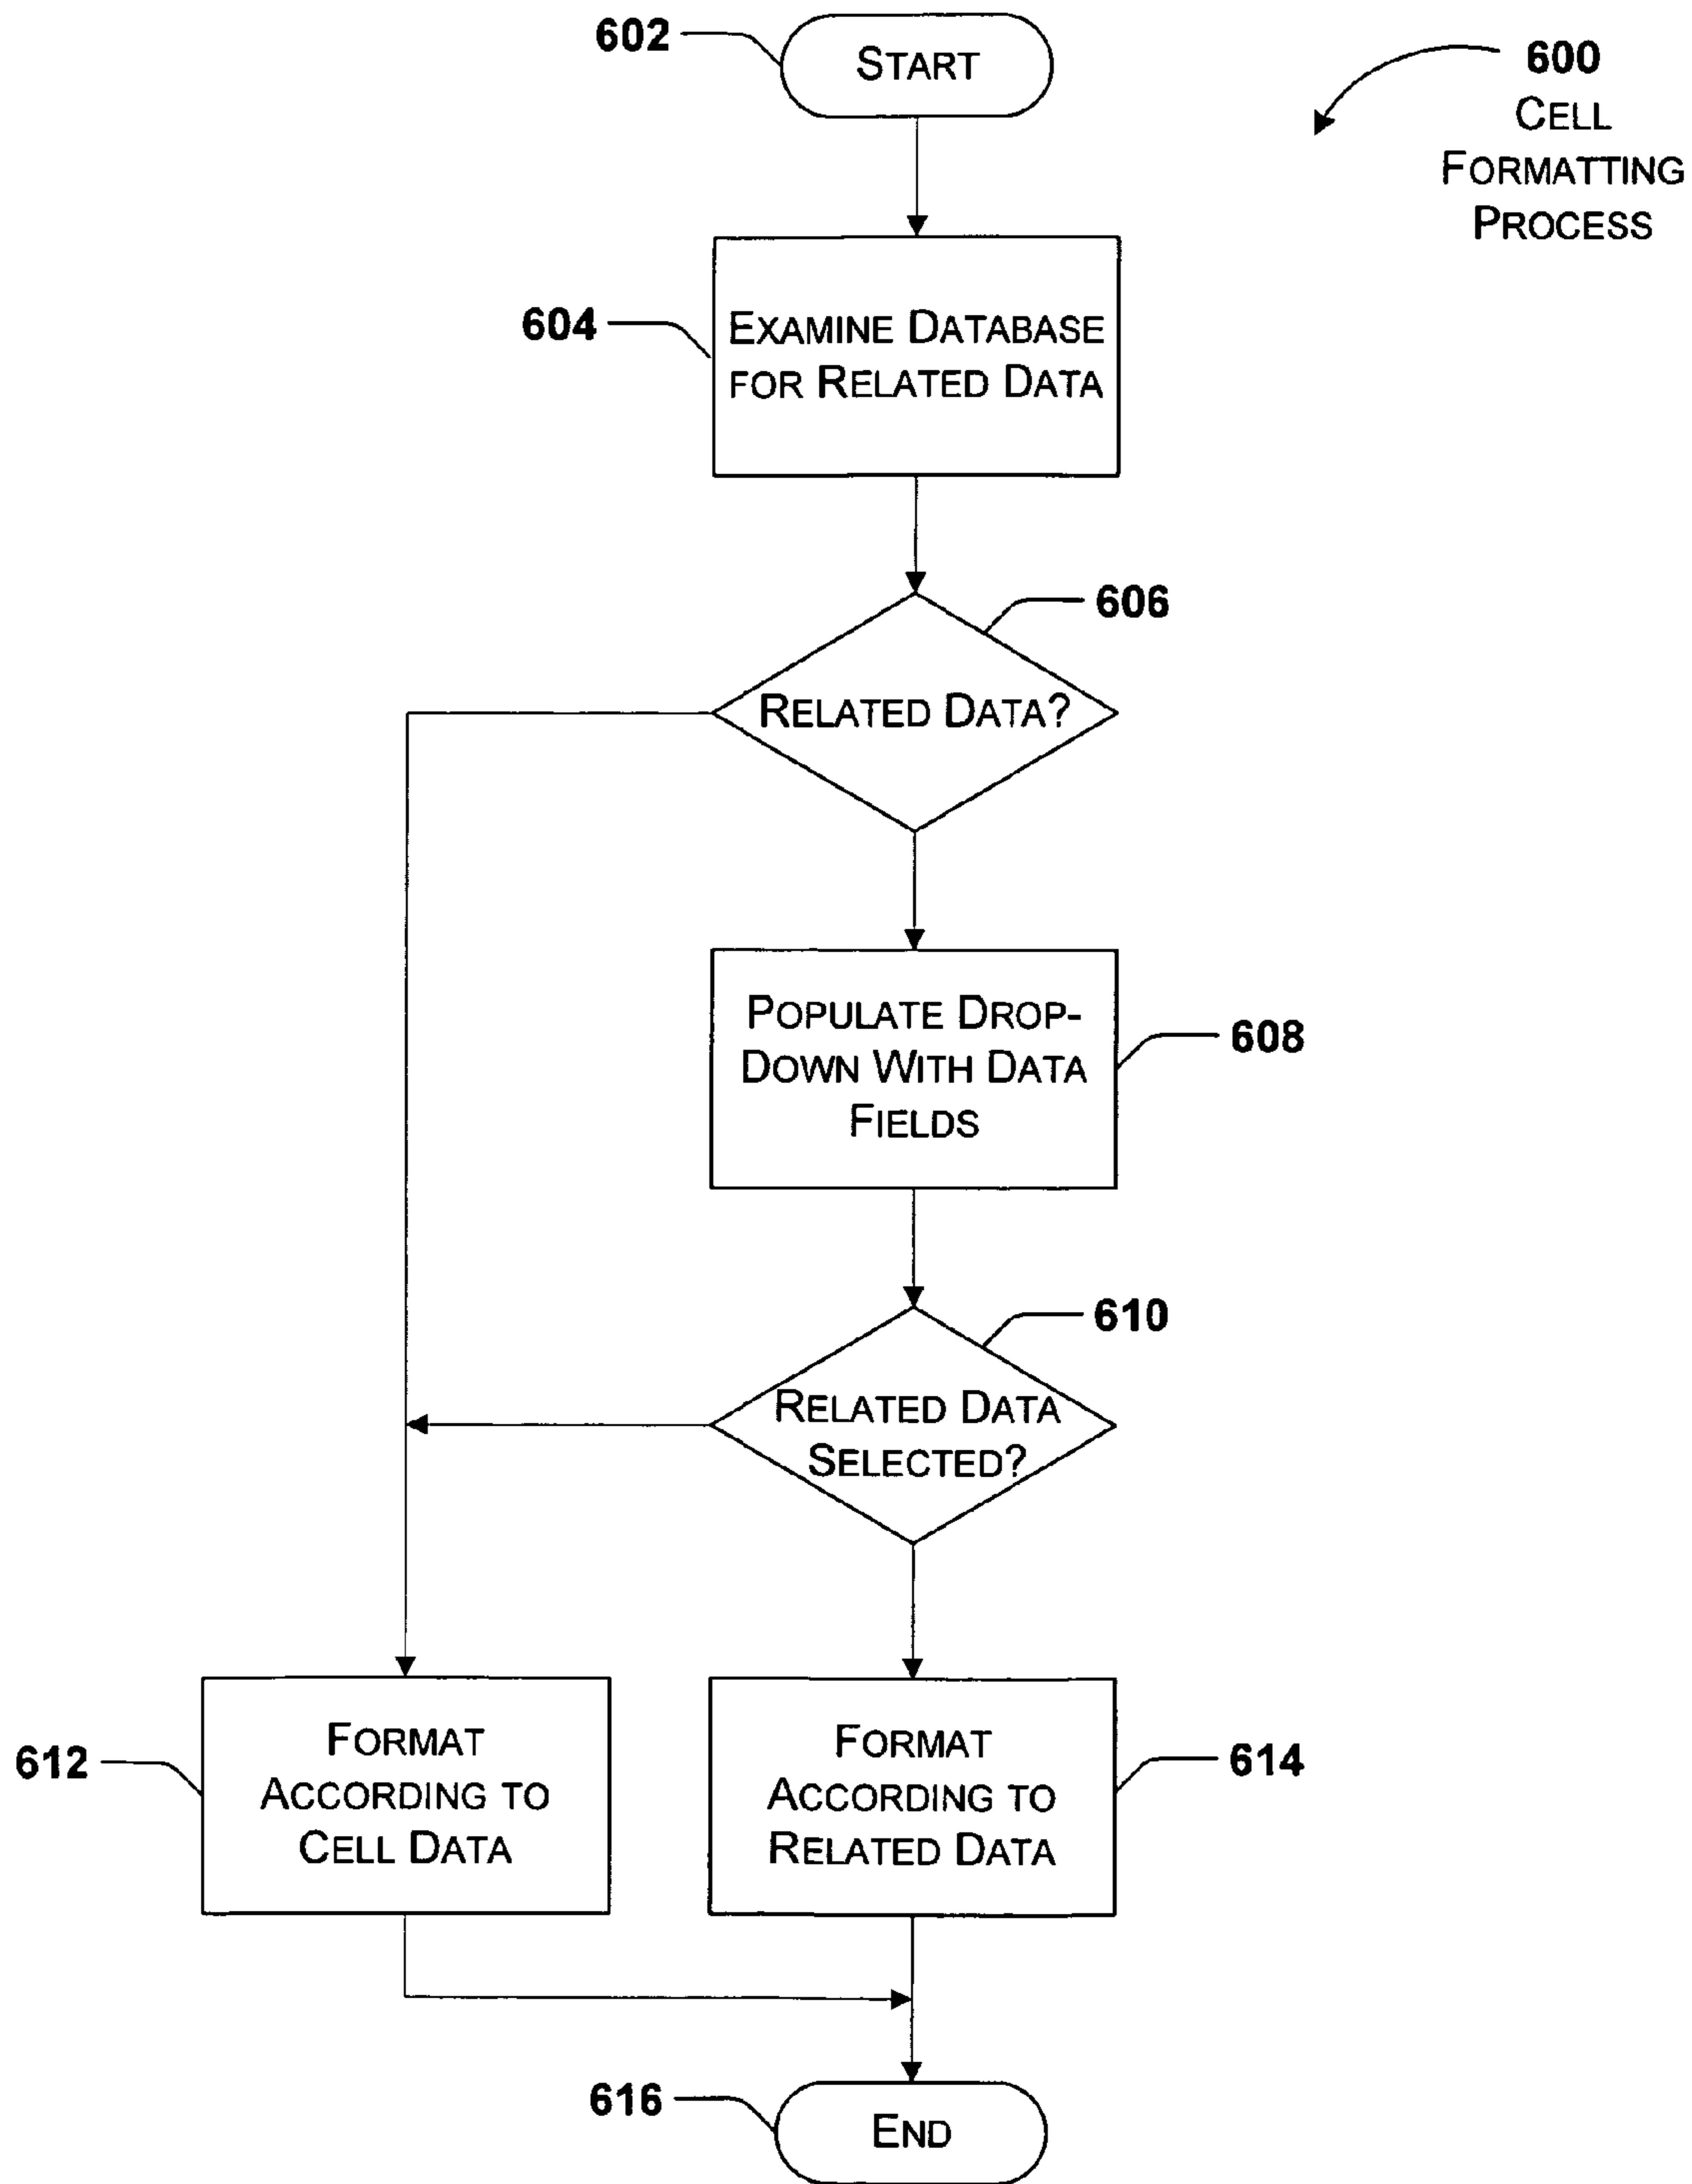 602
START
600
CELL
FORMATTING
PROCESS
604
EXAMINE DATABASE
FOR RELATED DATA
606
RELATED DATA?
POPULATE DROP-
DOWN WITH DATA
FIELDS
608
610
RELATED DATA
SELECTED?
612
FORMAT
ACCORDING TO
CELL DATA
FORMAT
ACCORDING TO
RELATED DATA
614
616
END